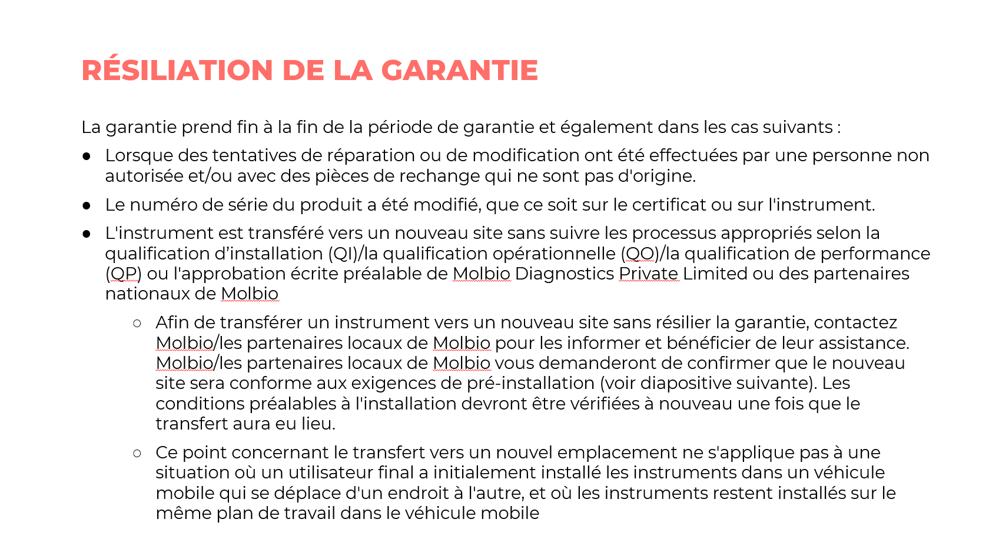 RÉSILIATION DE LA GARANTIE
La garantie prend fin à la fin de la période de garantie et également dans les cas suivants :
● Lorsque des tentatives de réparation ou de modification ont été effectuées par une personne non
autorisée et/ou avec des pièces de rechange qui ne sont pas d'origine.
● Le numéro de série du produit a été modifié, que ce soit sur le certificat ou sur l'instrument.
● L'instrument est transféré vers un nouveau site sans suivre les processus appropriés selon la
qualification d’installation (QI)/la qualification opérationnelle (QO)/la qualification de performance
(QP) ou l'approbation écrite préalable de Molbio Diagnostics Private Limited ou des partenaires
nationaux de Molbio
○ Afin de transférer un instrument vers un nouveau site sans résilier la garantie, contactez
Molbio/les partenaires locaux de Molbio pour les informer et bénéficier de leur assistance.
Molbio/les partenaires locaux de Molbio vous demanderont de confirmer que le nouveau
site sera conforme aux exigences de pré-installation (voir diapositive suivante). Les
conditions préalables à l'installation devront être vérifiées à nouveau une fois que le
transfert aura eu lieu.
○ Ce point concernant le transfert vers un nouvel emplacement ne s'applique pas à une
situation où un utilisateur final a initialement installé les instruments dans un véhicule
mobile qui se déplace d'un endroit à l'autre, et où les instruments restent installés sur le
même plan de travail dans le véhicule mobile